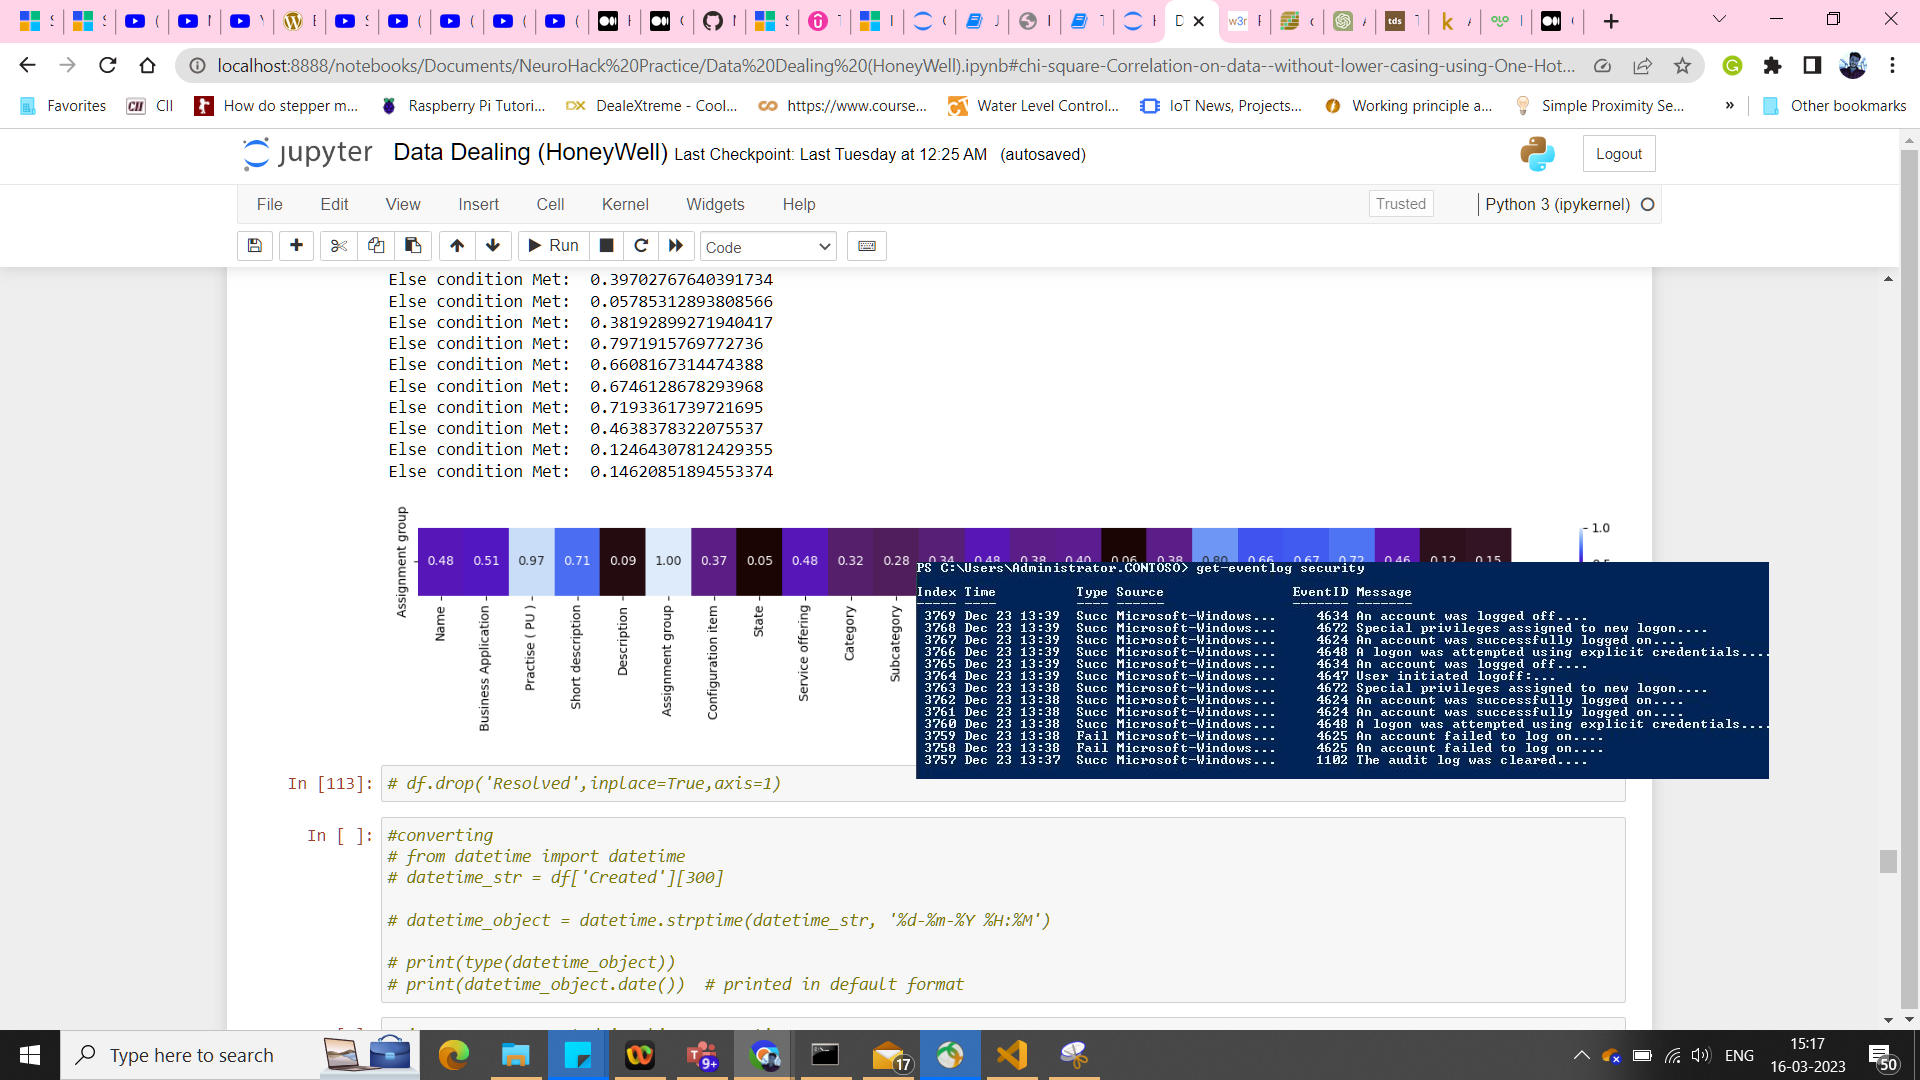 localhost:8888/notebooks/Documents/NeuroHack%20Practice/Data%20Dealing%20(HoneyWell).ipynb#chi-square-Correlation-on-data--without-lower-casing-using-One-Hot...
Favorites CII How do stepper m... Raspberry Pi Tutori... DX DealeXtreme - Cool... https://www.course... Water Level Control... IoT News, Projects... Working principle a... Simple Proximity Se... » Other bookmarks
jupyter Data Dealing (HoneyWell) Last Checkpoint: Last Tuesday at 12:25 AM (autosaved) Logout
File Edit View Insert Cell Kernel Widgets Help Trusted Python 3 (ipykernel)
Run Code
Else condition Met: 0.39702767640391734
Else condition Met: 0.05785312893808566
Else condition Met: 0.38192899271940417
Else condition Met: 0.7971915769772736
Else condition Met: 0.6608167314474388
Else condition Met: 0.6746128678293968
Else condition Met: 0.7193361739721695
Else condition Met: 0.4638378322075537
Else condition Met: 0.12464307812429355
Else condition Met: 0.14620851894553374
Assignment group
0.48 0.51 0.97 0.71 0.09 1.00 0.37 0.05 0.48 0.32 0.28 0.34 0.48 0.38 0.40 0.06 0.38 0.80 0.66 0.67 0.72 0.46 0.12 0.15
1.0
Name
Business Application
Practise ( PU )
Short description
Description
Assignment group
Configuration item
State
Service offering
Category
Subcategory
PS C:\Users\Administrator.CONTOSO> get-eventlog security
Index Time Type Source EventID Message
----- ---- ---- ------ ------- -------
3769 Dec 23 13:39 Succ Microsoft-Windows... 4634 An account was logged off....
3768 Dec 23 13:39 Succ Microsoft-Windows... 4672 Special privileges assigned to new logon....
3767 Dec 23 13:39 Succ Microsoft-Windows... 4624 An account was successfully logged on....
3766 Dec 23 13:39 Succ Microsoft-Windows... 4648 A logon was attempted using explicit credentials....
3765 Dec 23 13:39 Succ Microsoft-Windows... 4634 An account was logged off....
3764 Dec 23 13:39 Succ Microsoft-Windows... 4647 User initiated logoff:...
3763 Dec 23 13:38 Succ Microsoft-Windows... 4672 Special privileges assigned to new logon....
3762 Dec 23 13:38 Succ Microsoft-Windows... 4624 An account was successfully logged on....
3761 Dec 23 13:38 Succ Microsoft-Windows... 4624 An account was successfully logged on....
3760 Dec 23 13:38 Succ Microsoft-Windows... 4648 A logon was attempted using explicit credentials....
3759 Dec 23 13:38 Fail Microsoft-Windows... 4625 An account failed to log on....
3758 Dec 23 13:38 Fail Microsoft-Windows... 4625 An account failed to log on....
3757 Dec 23 13:37 Succ Microsoft-Windows... 1102 The audit log was cleared....
In [113]: # df.drop('Resolved',inplace=True,axis=1)
In [ ]: #converting
# from datetime import datetime
# datetime_str = df['Created'][300]
# datetime_object = datetime.strptime(datetime_str, '%d-%m-%Y %H:%M')
# print(type(datetime_object))
# print(datetime_object.date()) # printed in default format
Type here to search 9+ 17 ENG 15:17
16-03-2023 50